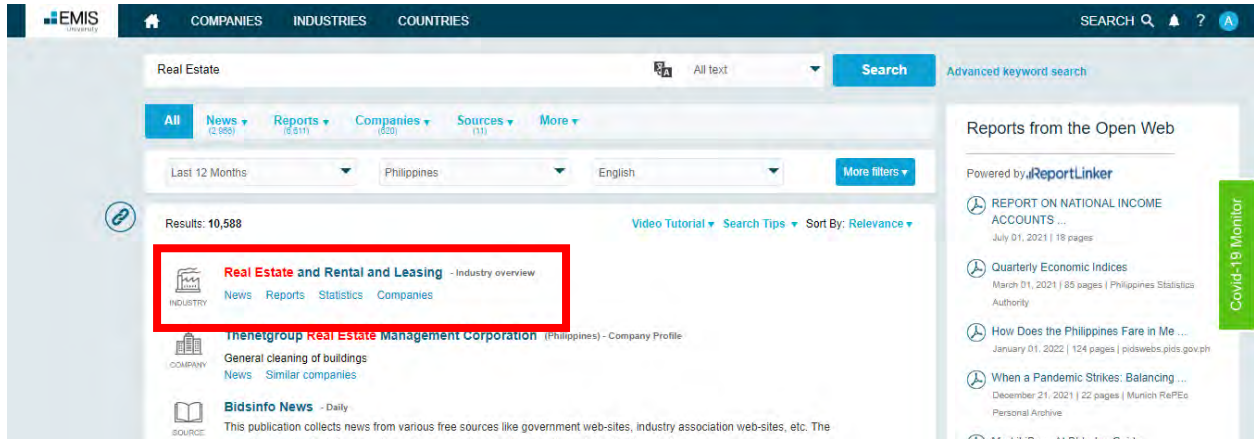 EMIS
University
COMPANIES INDUSTRIES COUNTRIES
SEARCH ? A
Real Estate
All text
Search
Advanced keyword search
All News Reports Companies Sources More
(2,966) (6,611) (620) (11)
Last 12 Months Philippines English More filters
Results: 10,588
Video Tutorial Search Tips Sort By: Relevance
Real Estate and Rental and Leasing - Industry overview
News Reports Statistics Companies
INDUSTRY
Thenetgroup Real Estate Management Corporation (Philippines) - Company Profile
General cleaning of buildings
COMPANY
News Similar companies
Bidsinfo News - Daily
This publication collects news from various free sources like government web-sites, industry association web-sites, etc. The
SOURCE
Reports from the Open Web
Powered by ReportLinker
REPORT ON NATIONAL INCOME
ACCOUNTS ...
July 01, 2021 | 18 pages
Quarterly Economic Indices
March 01, 2021 | 85 pages | Philippines Statistics
Authority
How Does the Philippines Fare in Me ...
January 01, 2022 | 124 pages | pidswebs.pids.gov.ph
When a Pandemic Strikes: Balancing ...
December 21, 2021 | 22 pages | Munich RePEc
Personal Archive
Covid-19 Monitor